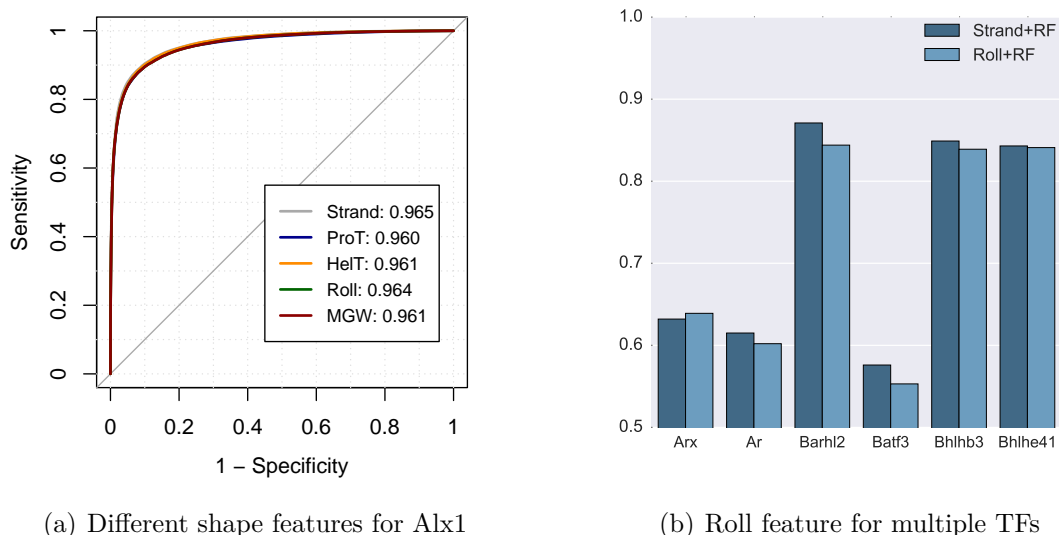 Sensitivity
1
0.8
0.6
0.4
0.2
0
Strand: 0.965
ProT: 0.960
HelT: 0.961
Roll: 0.964
MGW: 0.961
0 0.2 0.4 0.6 0.8 1
1 − Specificity
(a) Different shape features for Alx1
1.0
0.9
0.8
0.7
0.6
0.5
Strand+RF
Roll+RF
Arx Ar Barhl2 Batf3 Bhlhb3 Bhlhe41
(b) Roll feature for multiple TFs